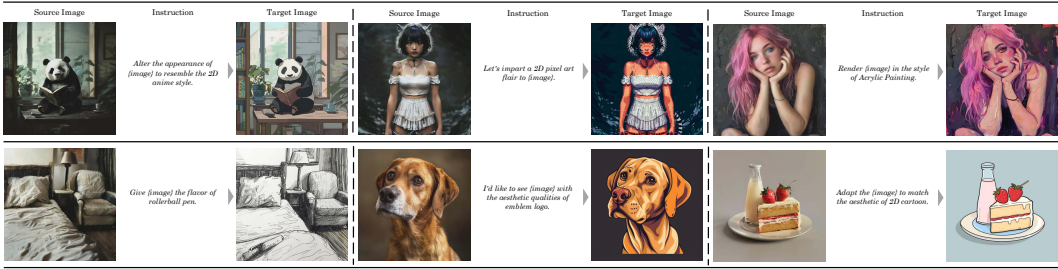 Source Image
Instruction
Target Image
Source Image
Instruction
Target Image
Source Image
Instruction
Target Image
Alter the appearance of
{image} to resemble the 2D
anime style.
Let's impart a 2D pixel art
flair to {image}.
Render {image} in the style
of Acrylic Painting.
Give {image} the flavor of
rollerball pen.
I'd like to see {image} with
the aesthetic qualities of
emblem logo.
Adapt the {image} to match
the aesthetic of 2D cartoon.